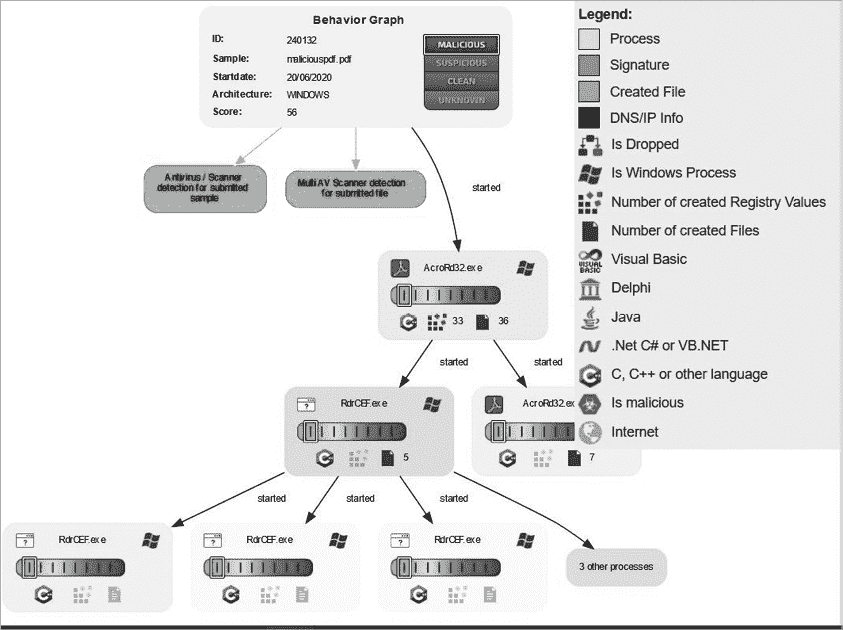 Behavior Graph
ID: 240132
Sample: maliciouspdf.pdf
Startdate: 20/06/2020
Architecture: WINDOWS
Score: 56
MALICIOUS
SUSPICIOUS
CLEAN
UNKNOWN
Antivirus / Scanner
detection for submitted
sample
Multi AV Scanner detection
for submitted file
started
AcroRd32.exe
33
36
started
started
RdrCEF.exe
5
AcroRd32.ex
7
started
started
started
RdrCEF.exe
RdrCEF.exe
RdrCEF.exe
3 other processes
Legend:
Process
Signature
Created File
DNS/IP Info
Is Dropped
Is Windows Process
Number of created Registry Values
Number of created Files
VISUAL
BASIC
Visual Basic
Delphi
Java
.Net C# or VB.NET
C, C++ or other language
Is malicious
Internet